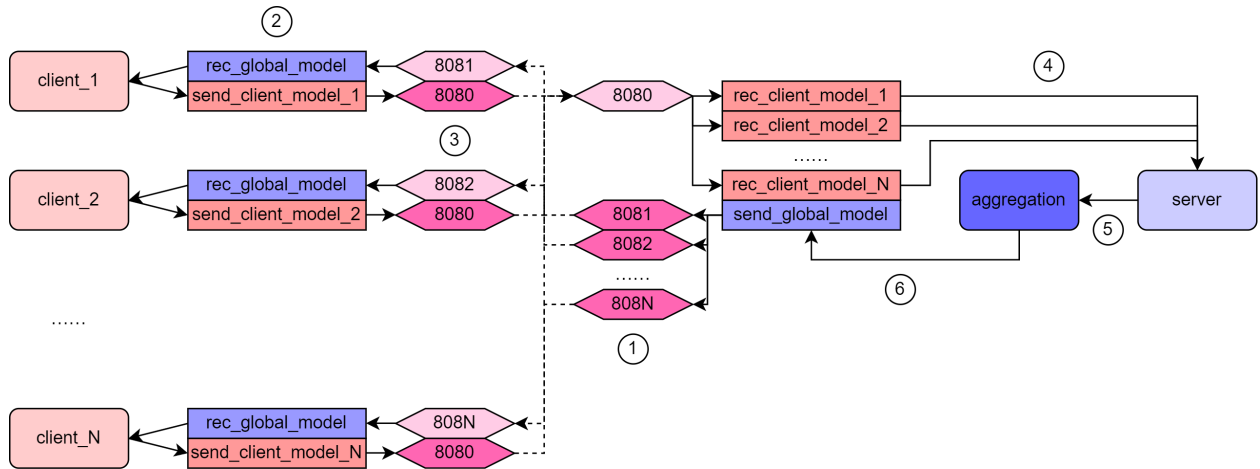 2
client_1
rec_global_model
8081
send_client_model_1
8080
8080
rec_client_model_1
4
rec_client_model_2
3
......
client_2
rec_global_model
8082
send_client_model_2
8080
8081
rec_client_model_N
send_global_model
aggregation
server
5
8082
......
6
808N
1
......
client_N
rec_global_model
808N
send_client_model_N
8080